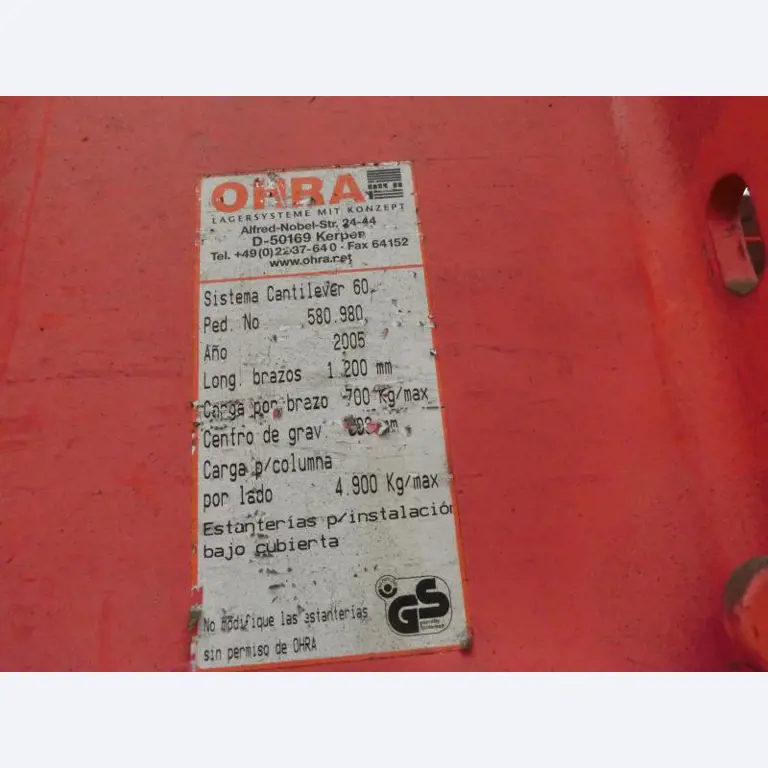 OHRA
LAGERSYSTEME MIT KONZEPT
Alfred-Nobel-Str. 24-44
D-50169 Kerpen
Tel. +49(0)2237-640 · Fax 64152
www.ohra.net
Sistema Cantilever 60
Ped. No 580.980
Año 2005
Long. brazos 1.200 mm
Carga por brazo 700 Kg/max
Centro de grav. mm
Carga p/columna
por lado 4.900 Kg/max
Estanterías p/instalación
bajo cubierta
No modifique las estanterias
sin permiso de OHRA
GS